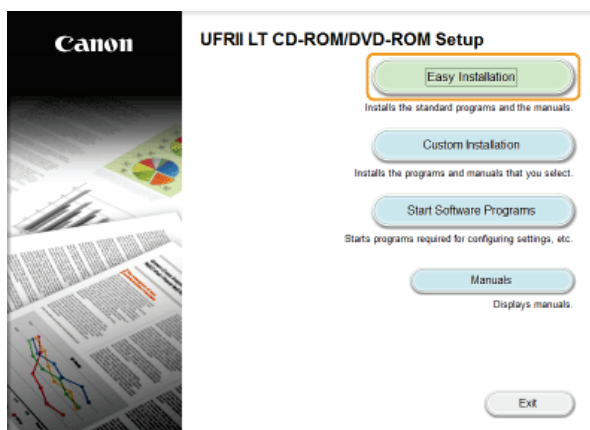 Canon
UFRII LT CD-ROM/DVD-ROM Setup
Easy Installation
Installs the standard programs and the manuals.
Custom Installation
Installs the programs and manuals that you select.
Start Software Programs
Starts programs required for configuring settings, etc.
Manuals
Displays manuals.
Exit